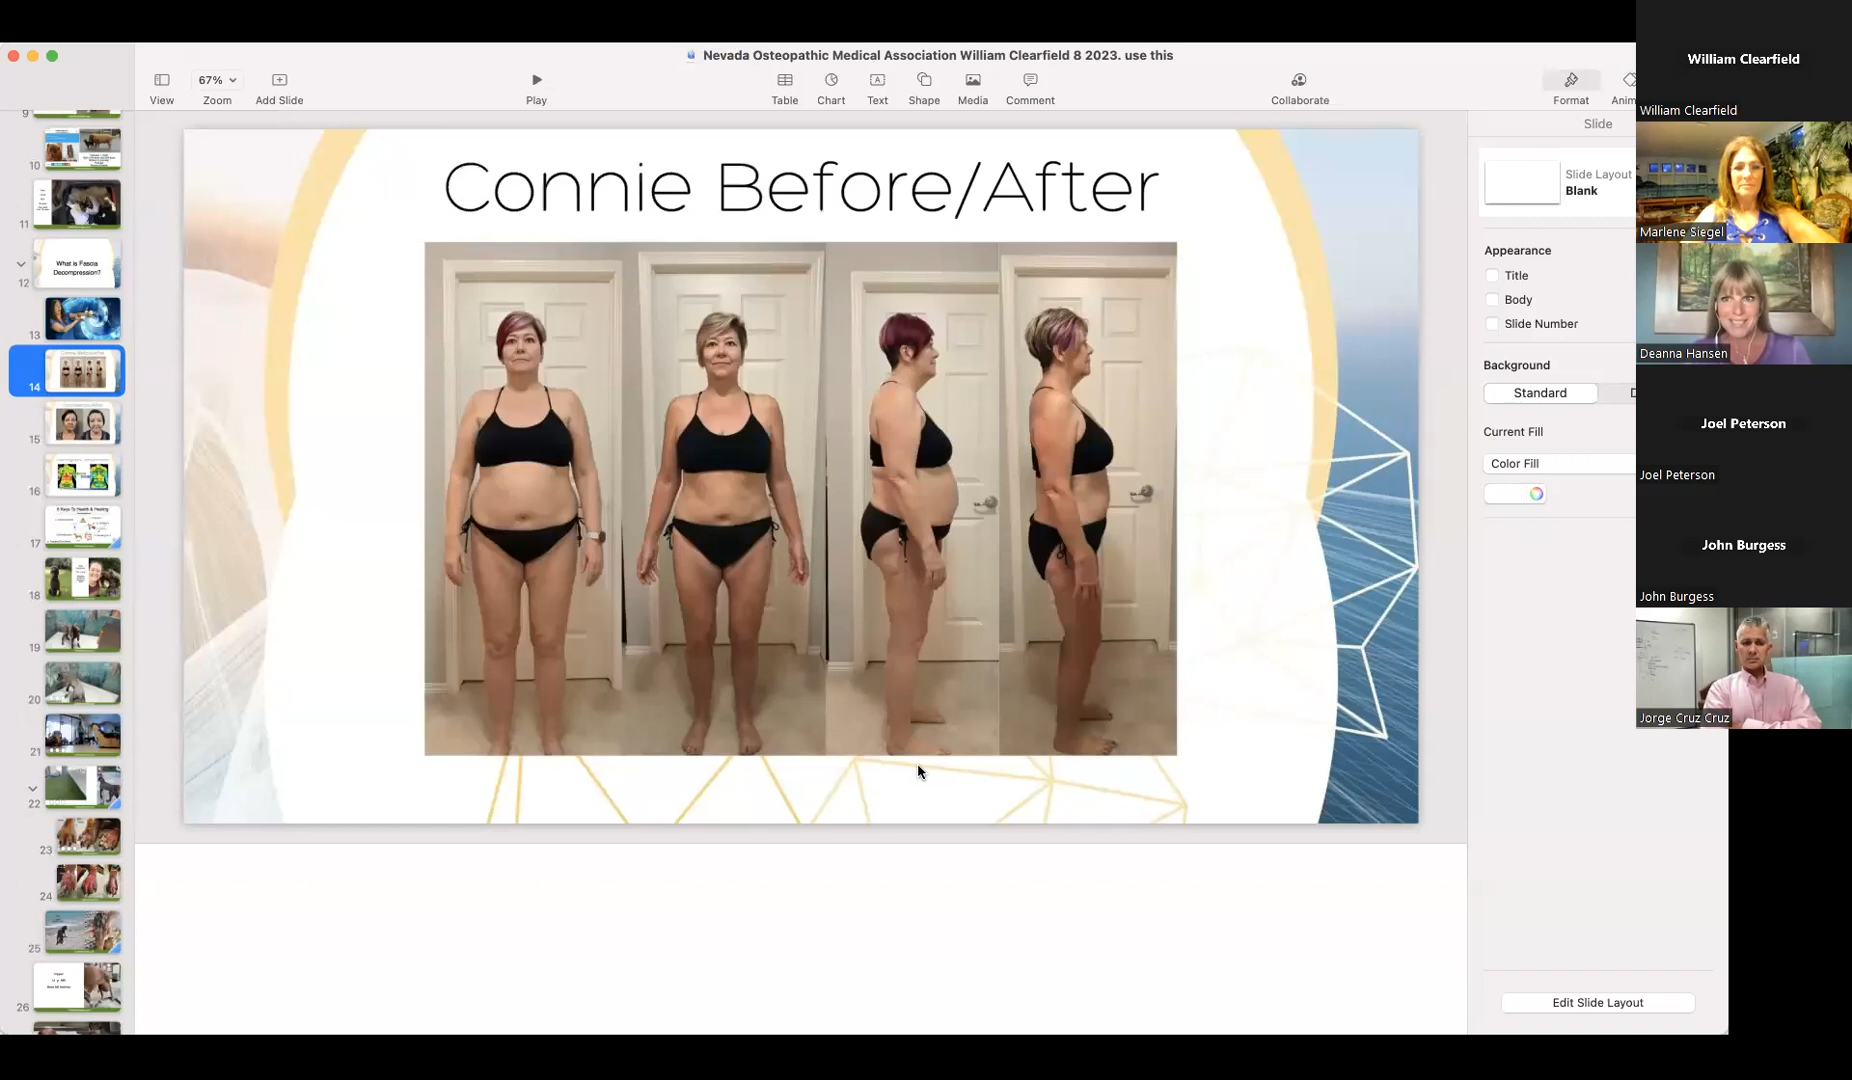 Nevada Osteopathic Medical Association William Clearfield 8 2023. use this
67%
View
Zoom
Add Slide
Play
Table
Chart
Text
Shape
Media
Comment
Collaborate
Format
Anim
Slide
Slide Layout
Blank
Appearance
Title
Body
Slide Number
Background
Standard
D
Current Fill
Color Fill
Edit Slide Layout
9
10
11
What is Fascia
Decompression?
12
13
14
15
16
17
18
19
20
21
22
23
24
25
26
Connie Before/After
William Clearfield
William Clearfield
Marlene Siegel
Deanna Hansen
Joel Peterson
Joel Peterson
John Burgess
John Burgess
Jorge Cruz Cruz